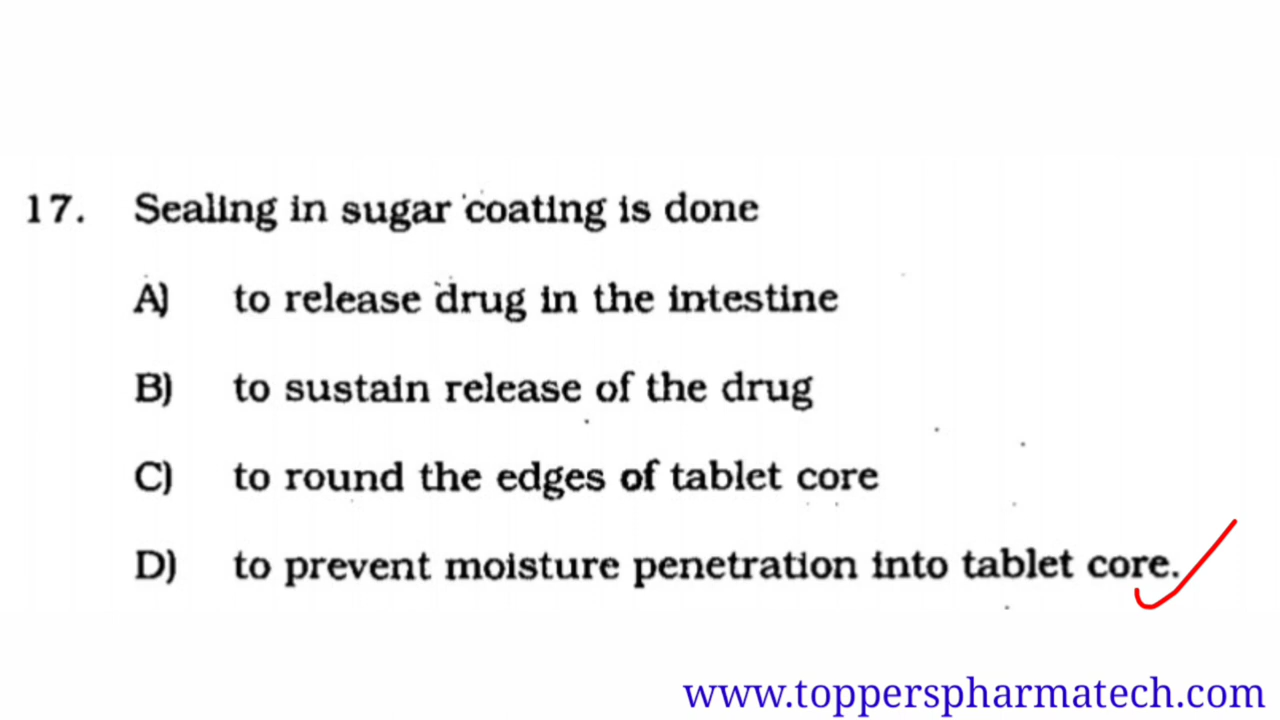 17. Sealing in sugar coating is done
A) to release drug in the intestine
B) to sustain release of the drug
C) to round the edges of tablet core
D) to prevent moisture penetration into tablet core.
www.topperspharmatech.com